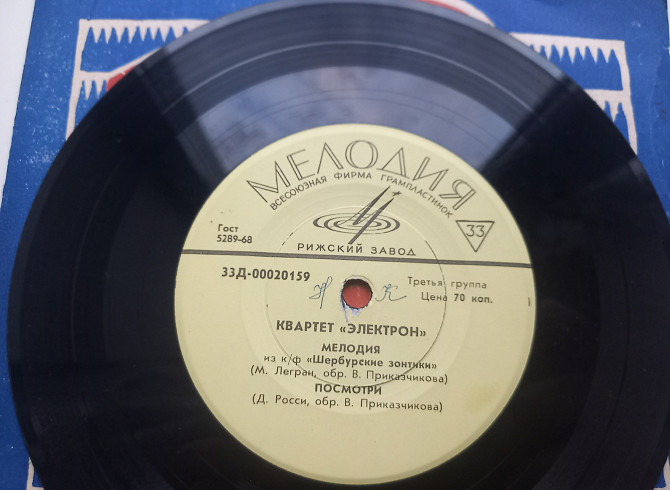 МЕЛОДИЯ
ВСЕСОЮЗНАЯ ФИРМА ГРАМПЛАСТИНОК
33
Гост
5289-68
РИЖСКИЙ ЗАВОД
33Д-00020159
Третья группа
Цена 70 коп.
Н К
КВАРТЕТ «ЭЛЕКТРОН»
МЕЛОДИЯ
из к/ф «Шербурские зонтики»
(М. Легран, обр. В. Приказчикова)
ПОСМОТРИ
(Д. Росси, обр. В. Приказчикова)